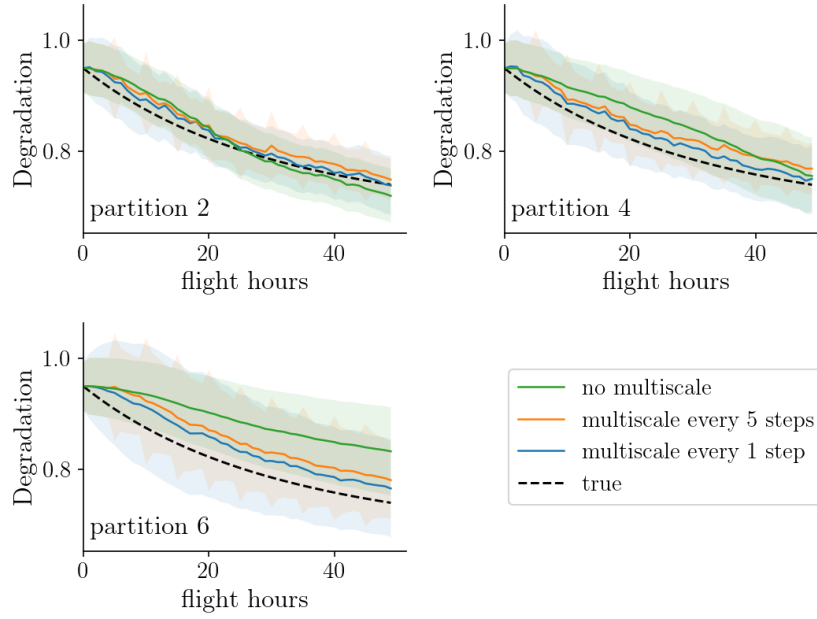 1.0
0.8
Degradation
partition 2
0
20
40
flight hours
1.0
0.8
Degradation
partition 4
0
20
40
flight hours
1.0
0.8
Degradation
partition 6
0
20
40
flight hours
no multiscale
multiscale every 5 steps
multiscale every 1 step
true